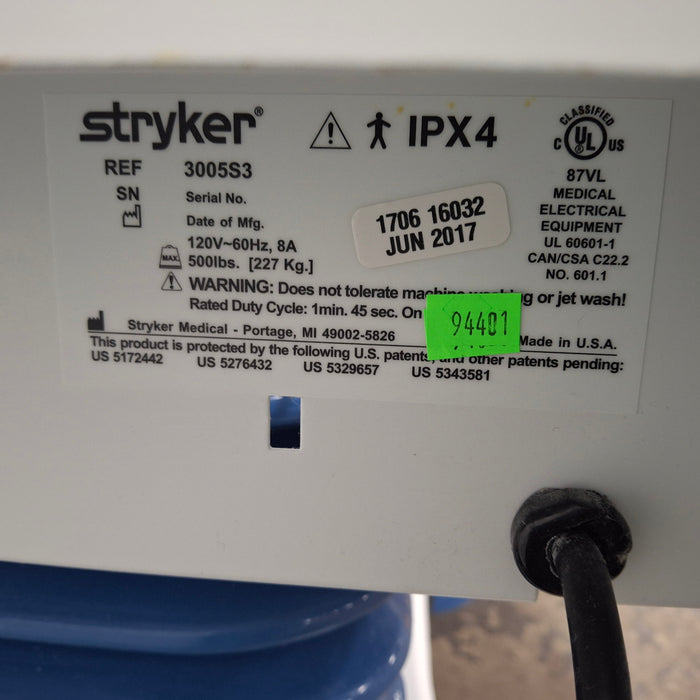 stryker®
IPX4
REF 3005S3
SN Serial No.
Date of Mfg.
1706 16032
JUN 2017
120V~60Hz, 8A
MAX. 500lbs. [227 Kg.]
WARNING: Does not tolerate machine washing or jet wash!
Rated Duty Cycle: 1min. 45 sec. On
94401
Stryker Medical - Portage, MI 49002-5826
Made in U.S.A.
This product is protected by the following U.S. patents, and other patents pending:
US 5172442 US 5276432 US 5329657 US 5343581
CLASSIFIED
C UL® US
87VL
MEDICAL
ELECTRICAL
EQUIPMENT
UL 60601-1
CAN/CSA C22.2
NO. 601.1